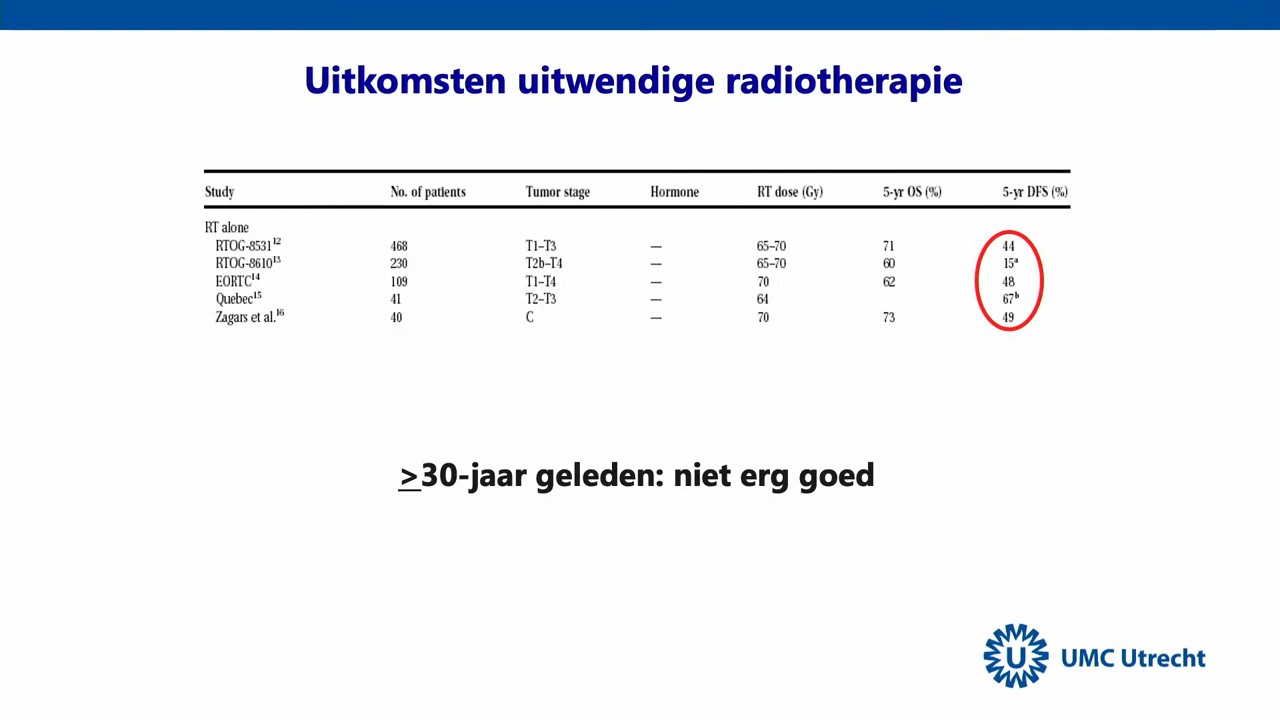 Uitkomsten uitwendige radiotherapie
Study No. of patients Tumor stage Hormone RT dose (Gy) 5-yr OS (%) 5-yr DFS (%)
RT alone
RTOG-8531¹² 468 T1–T3 — 65–70 71 44
RTOG-8610¹³ 230 T2b–T4 — 65–70 60 15ᵃ
EORTC¹⁴ 109 T1–T4 — 70 62 48
Quebec¹⁵ 41 T2–T3 — 64 67ᵇ
Zagars et al.¹⁶ 40 C — 70 73 49
≥30-jaar geleden: niet erg goed
U UMC Utrecht